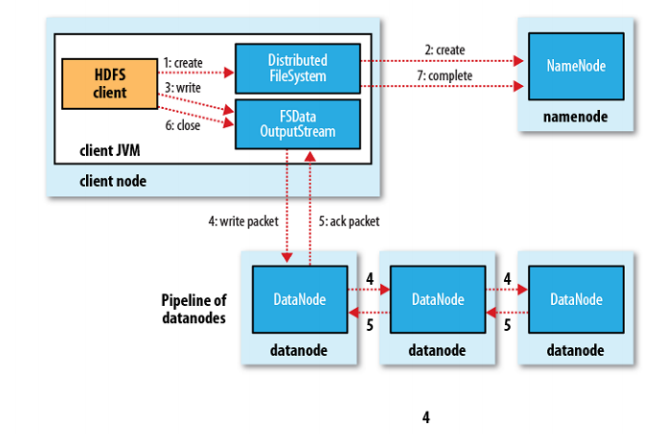 HDFS
client
1: create
3: write
6: close
Distributed
FileSystem
FSData
OutputStream
client JVM
client node
2: create
7: complete
NameNode
namenode
4: write packet
5: ack packet
Pipeline of
datanodes
DataNode
datanode
4
5
DataNode
datanode
4
5
DataNode
datanode
4